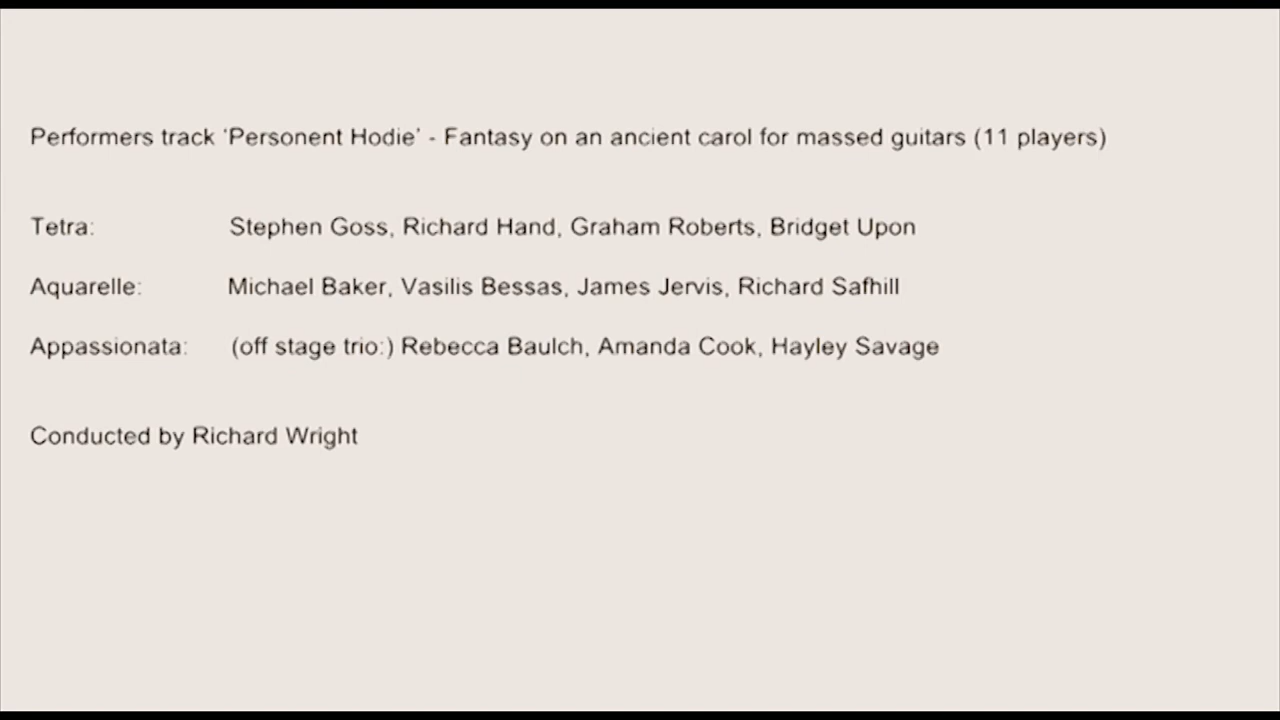 Performers track 'Personent Hodie' - Fantasy on an ancient carol for massed guitars (11 players)
Tetra: Stephen Goss, Richard Hand, Graham Roberts, Bridget Upon
Aquarelle: Michael Baker, Vasilis Bessas, James Jervis, Richard Safhill
Appassionata: (off stage trio:) Rebecca Baulch, Amanda Cook, Hayley Savage
Conducted by Richard Wright